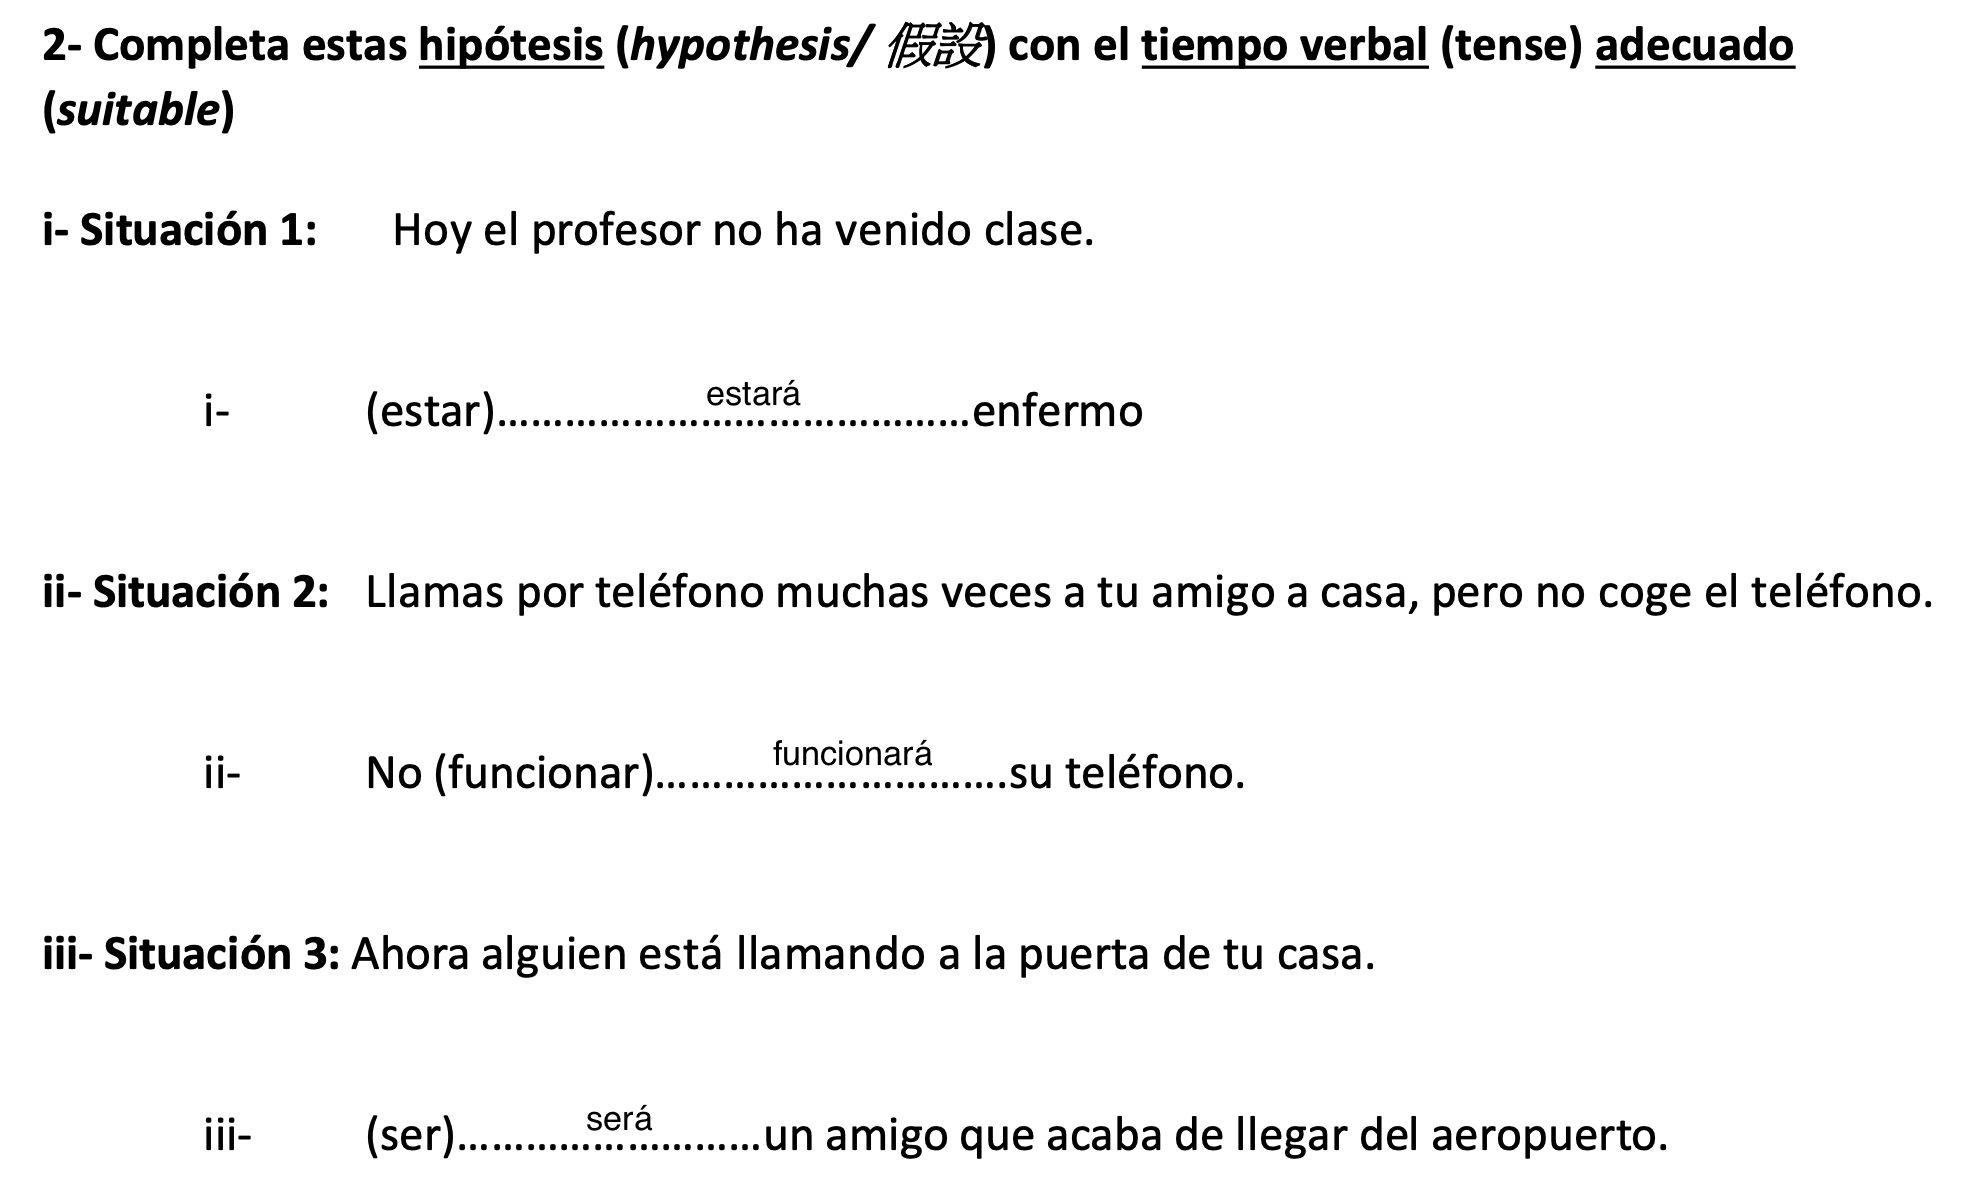 2- Completa estas hipótesis (hypothesis/ 假設) con el tiempo verbal (tense) adecuado
(suitable)
i- Situación 1: Hoy el profesor no ha venido clase.
i- (estar)..........estará..........enfermo
ii- Situación 2: Llamas por teléfono muchas veces a tu amigo a casa, pero no coge el teléfono.
ii- No (funcionar)..........funcionará..........su teléfono.
iii- Situación 3: Ahora alguien está llamando a la puerta de tu casa.
iii- (ser)..........será..........un amigo que acaba de llegar del aeropuerto.